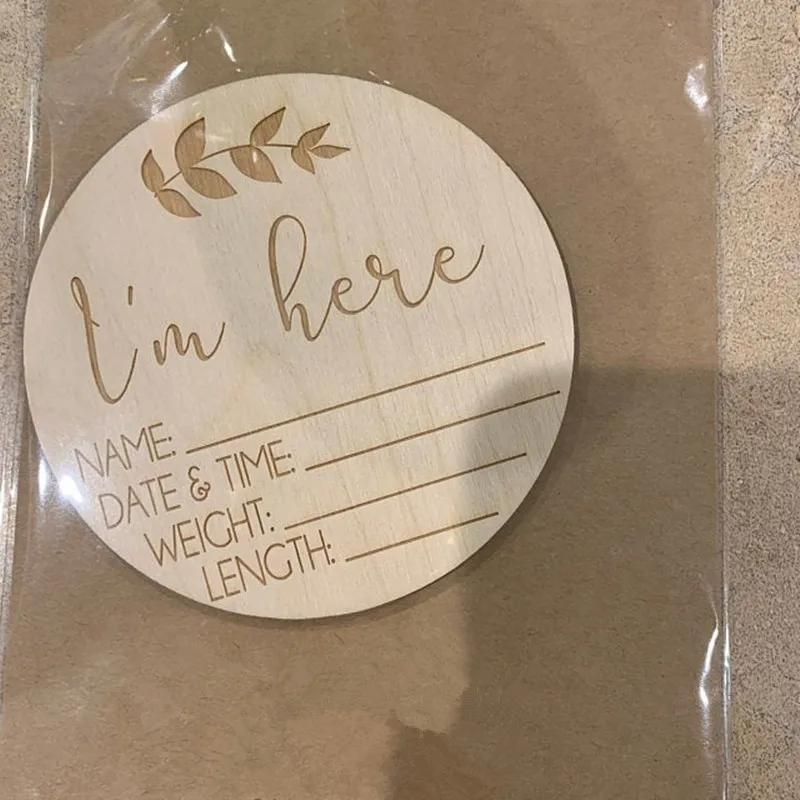 I'm here
NAME:
DATE & TIME:
WEIGHT:
LENGTH: